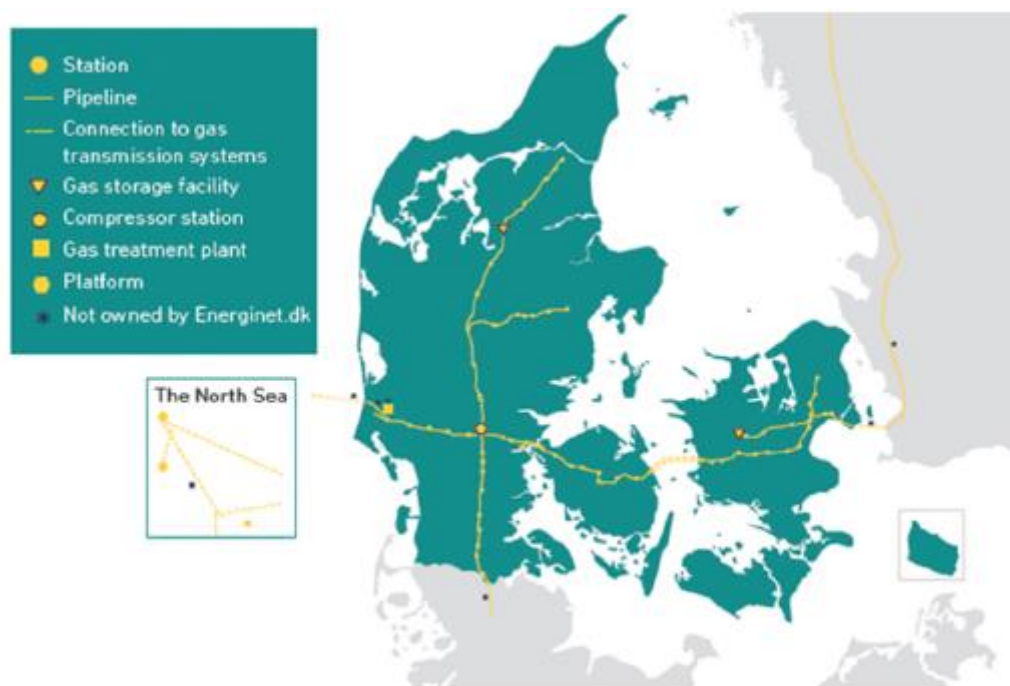 Station
Pipeline
Connection to gas
transmission systems
Gas storage facility
Compressor station
Gas treatment plant
Platform
Not owned by Energinet.dk
The North Sea